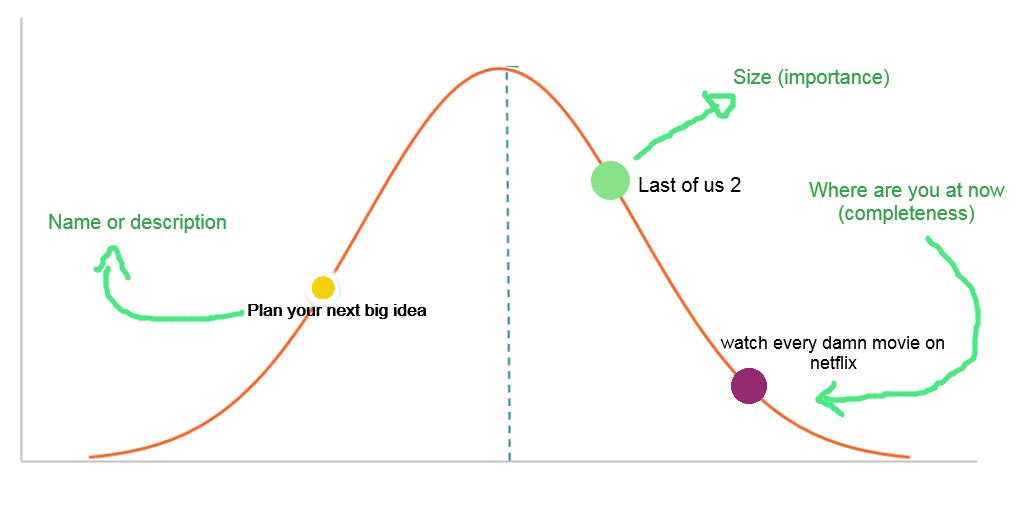 Size (importance)
Last of us 2
Where are you at now
(completeness)
Name or description
Plan your next big idea
watch every damn movie on
netflix